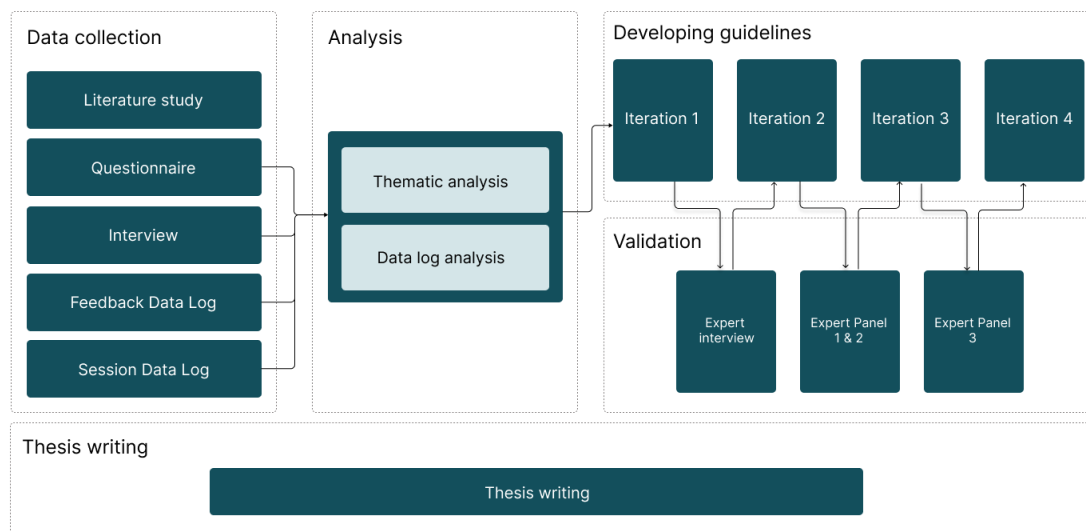 Data collection
Literature study
Questionnaire
Interview
Feedback Data Log
Session Data Log
Analysis
Thematic analysis
Data log analysis
Developing guidelines
Iteration 1
Iteration 2
Iteration 3
Iteration 4
Validation
Expert
interview
Expert Panel
1 & 2
Expert Panel
3
Thesis writing
Thesis writing